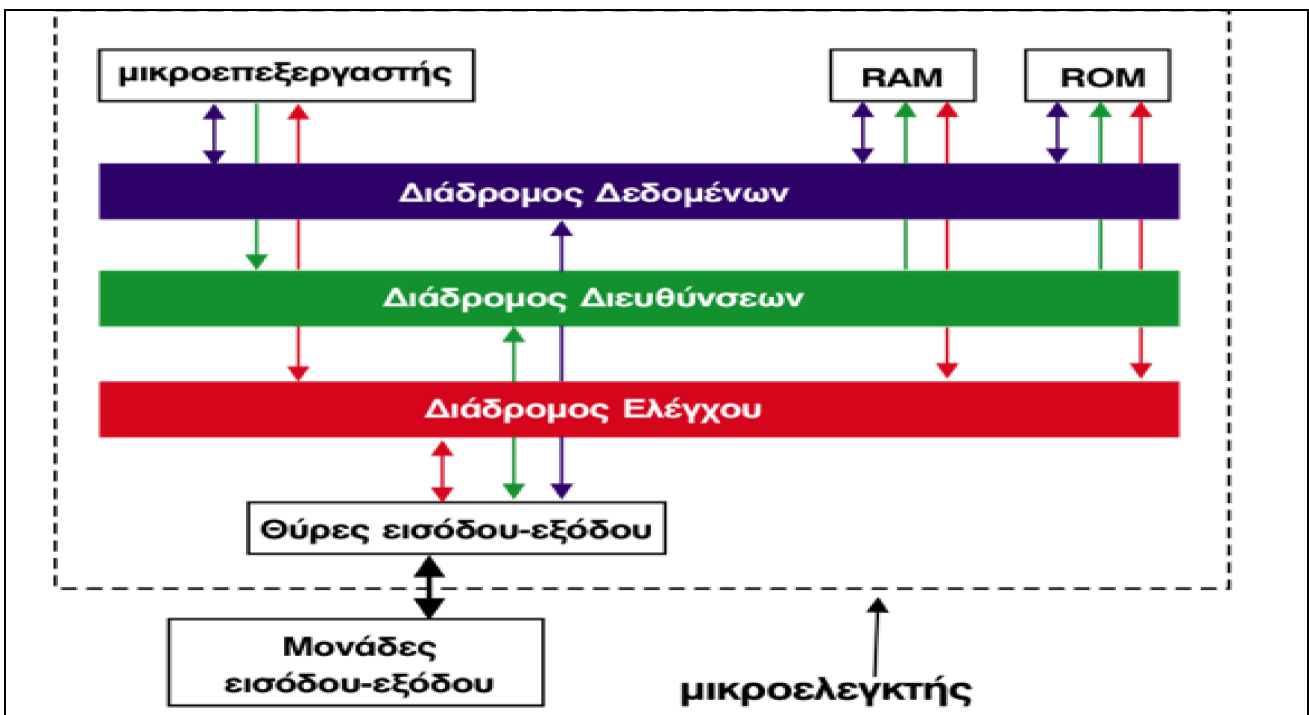 μικροεπεξεργαστής
RAM
ROM
Διάδρομος Δεδομένων
Διάδρομος Διευθύνσεων
Διάδρομος Ελέγχου
Θύρες εισόδου-εξόδου
Μονάδες
εισόδου-εξόδου
μικροελεγκτής